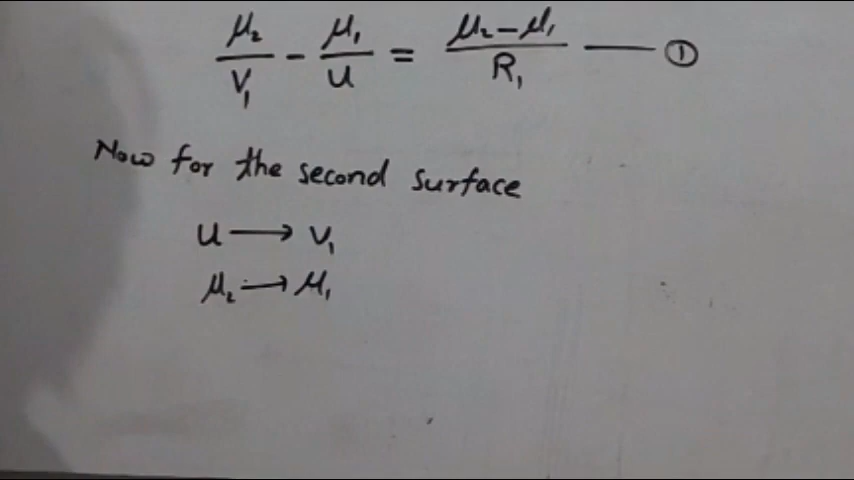 μ₂/V₁ - μ₁/u = μ₂-μ₁/R₁ —— ①
Now for the second surface
u → V₁
μ₂ → μ₁